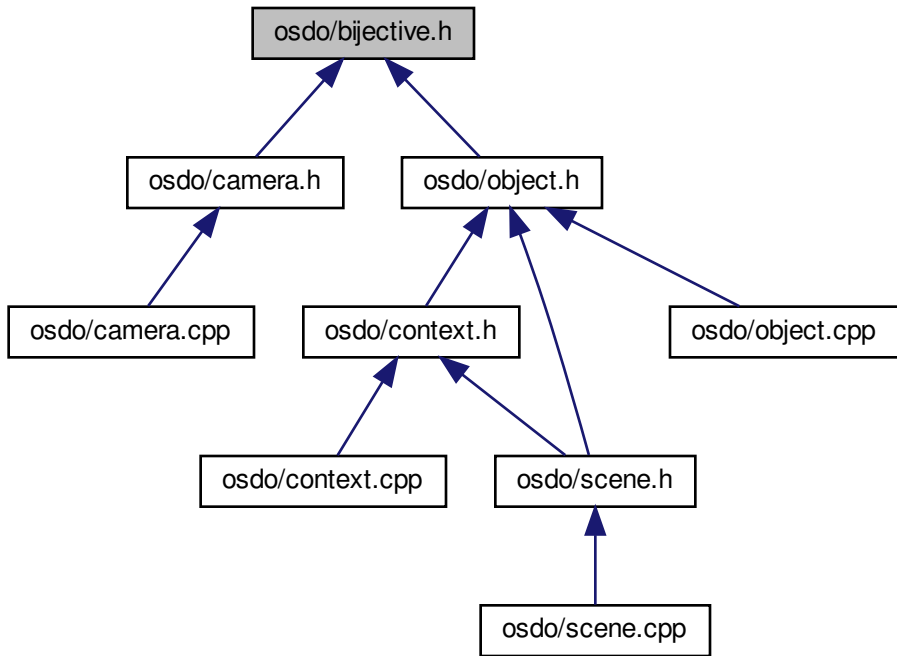 osdo/bijective.h
osdo/camera.h
osdo/object.h
osdo/camera.cpp
osdo/context.h
osdo/object.cpp
osdo/context.cpp
osdo/scene.h
osdo/scene.cpp